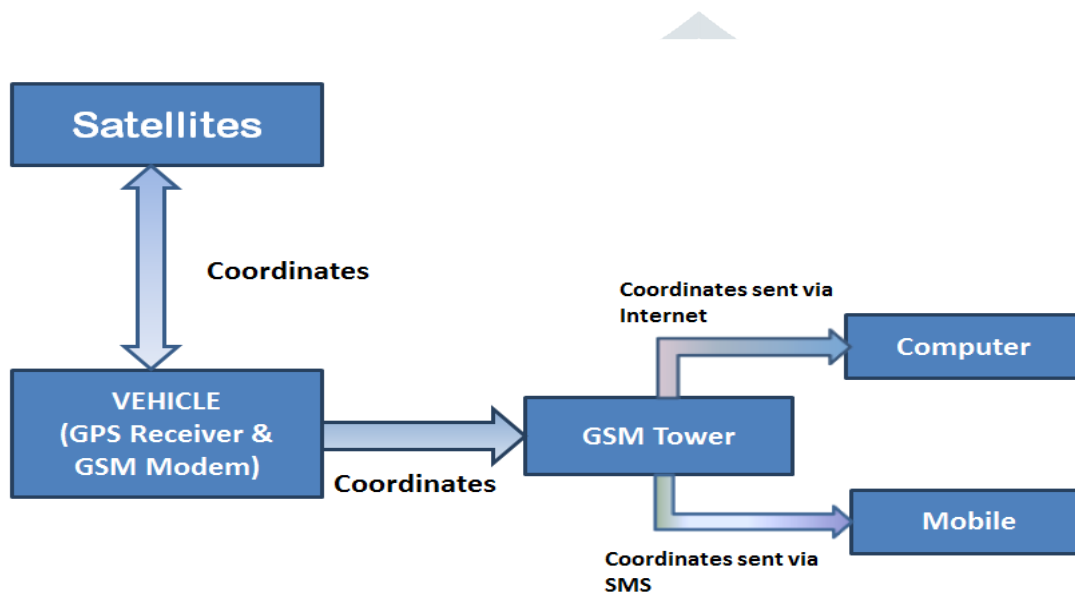 Satellites
Coordinates
VEHICLE
(GPS Receiver &
GSM Modem)
Coordinates
GSM Tower
Coordinates sent via
Internet
Computer
Mobile
Coordinates sent via
SMS